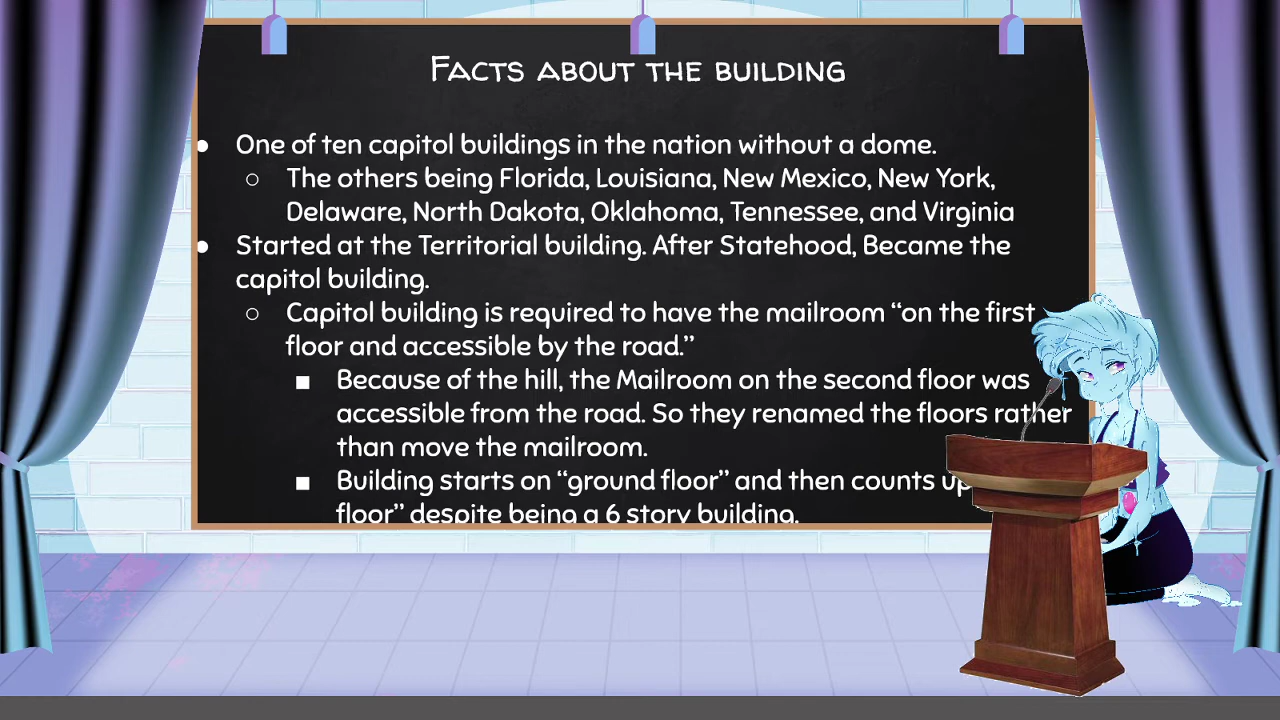 Facts about the building
● One of ten capitol buildings in the nation without a dome.
○ The others being Florida, Louisiana, New Mexico, New York,
Delaware, North Dakota, Oklahoma, Tennessee, and Virginia
● Started at the Territorial building. After Statehood, Became the
capitol building.
○ Capitol building is required to have the mailroom “on the first
floor and accessible by the road.”
■ Because of the hill, the Mailroom on the second floor was
accessible from the road. So they renamed the floors rather
than move the mailroom.
■ Building starts on “ground floor” and then counts up
floor” despite being a 6 story building.